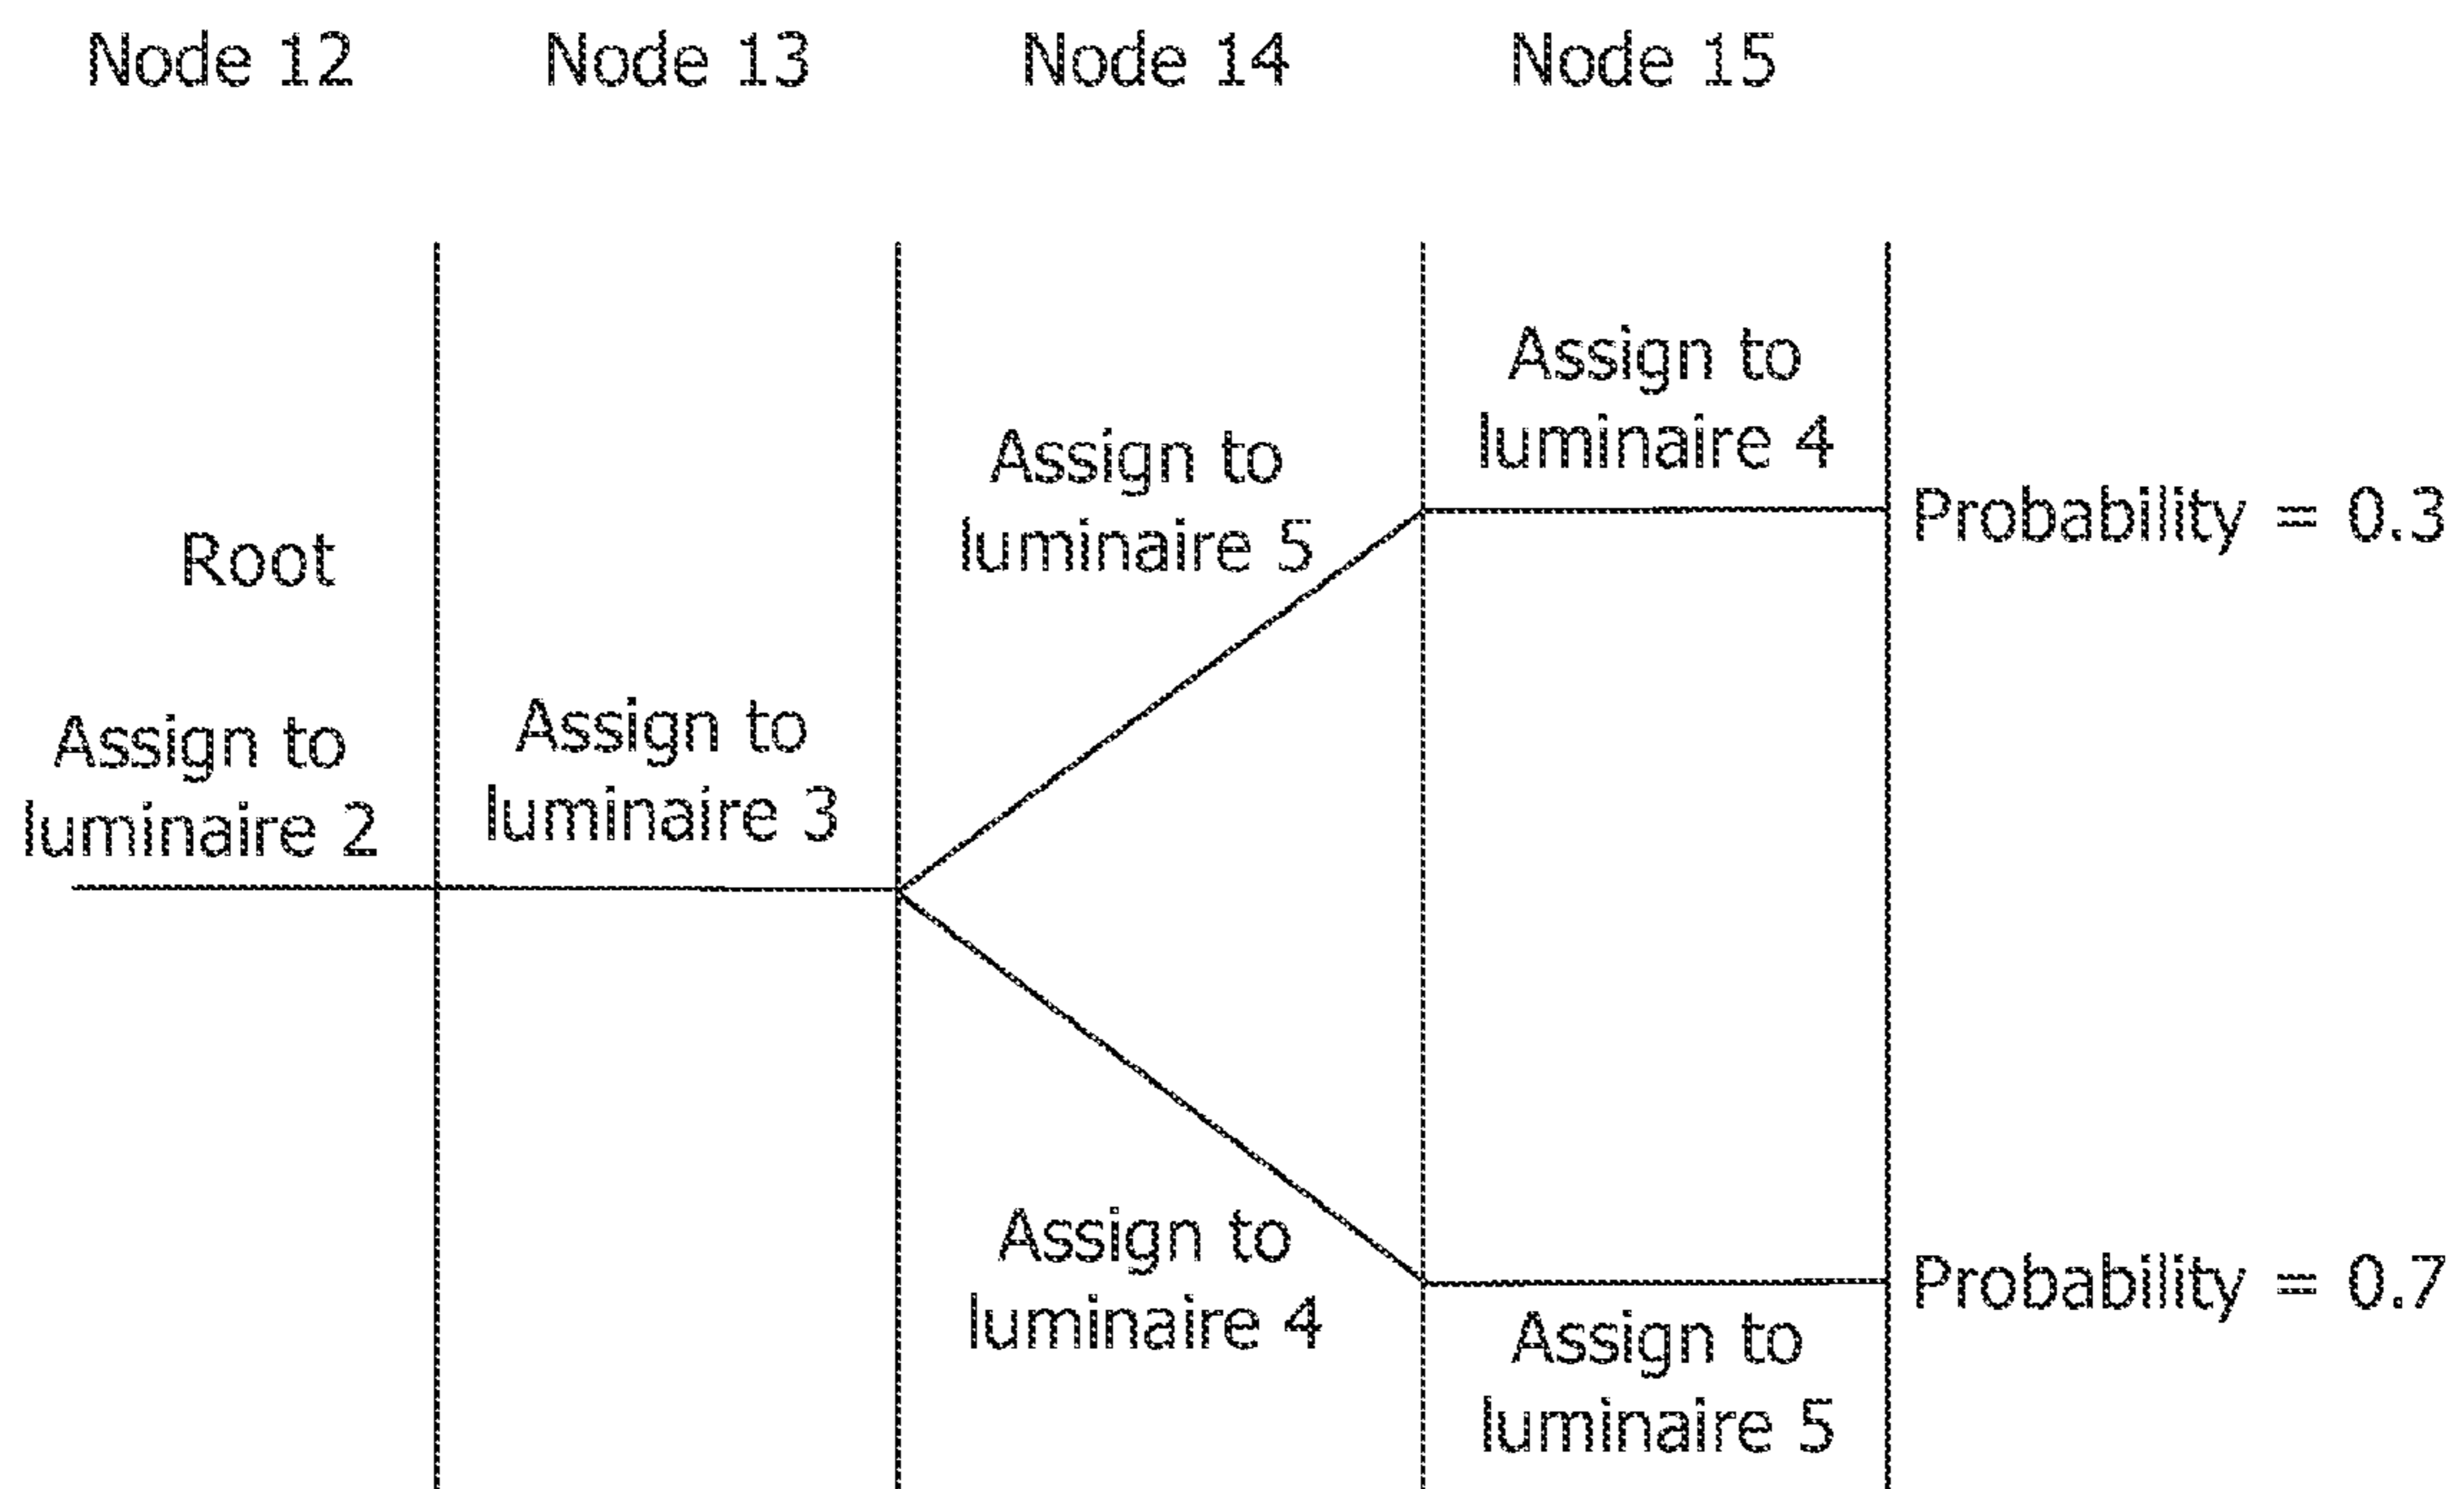 Node 12
Node 13
Node 14
Node 15
Root
Assign to
luminaire 2
Assign to
luminaire 3
Assign to
luminaire 5
Assign to
luminaire 4
Probability = 0.3
Assign to
luminaire 4
Assign to
luminaire 5
Probability = 0.7